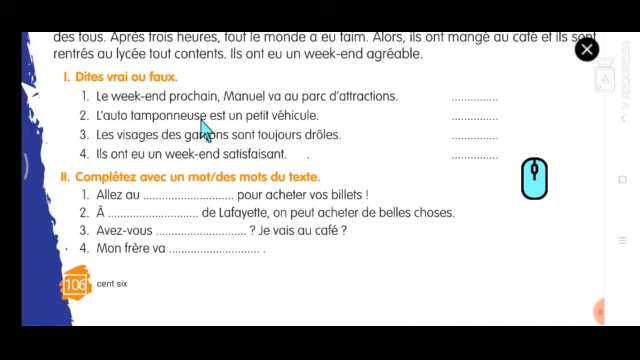 des tous. Après trois heures, tout le monde a eu faim. Alors, ils ont mangé au café et ils sont
rentrés au lycée tout contents. Ils ont eu un week-end agréable.
I. Dites vrai ou faux.
1. Le week-end prochain, Manuel va au parc d'attractions. ...............
2. L'auto tamponneuse est un petit véhicule. ...............
3. Les visages des garçons sont toujours drôles. ...............
4. Ils ont eu un week-end satisfaisant. . ...............
II. Complétez avec un mot/des mots du texte.
1. Allez au ............................ pour acheter vos billets !
2. À ............................ de Lafayette, on peut acheter de belles choses.
3. Avez-vous ............................ ? Je vais au café ?
4. Mon frère va ............................ .
106 cent six